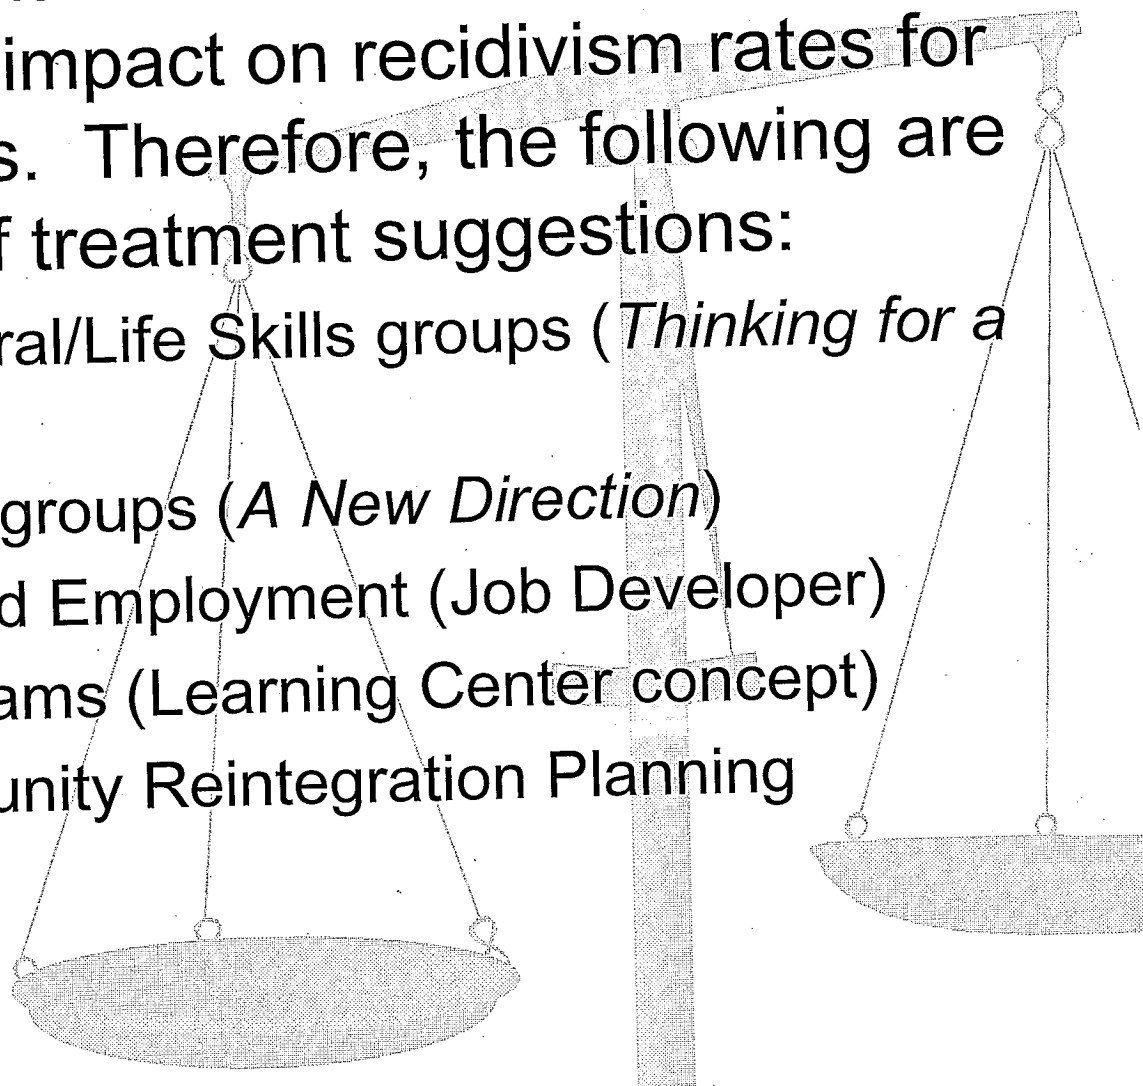 impact on recidivism rates for
s. Therefore, the following are
f treatment suggestions:
ral/Life Skills groups (Thinking for a
groups (A New Direction)
d Employment (Job Developer)
ams (Learning Center concept)
unity Reintegration Planning